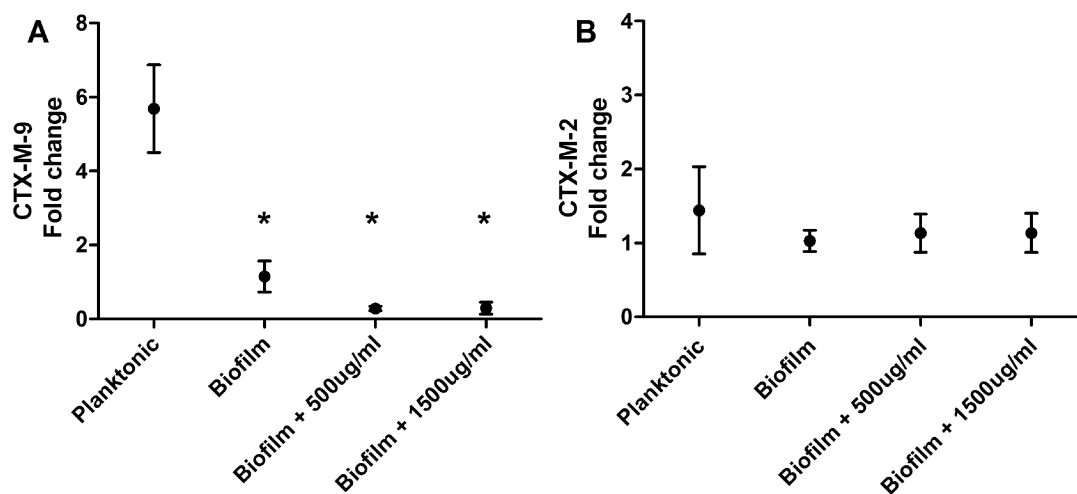 A
CTX-M-9
Fold change
8
6
4
2
0
*
*
*
Planktonic
Biofilm
Biofilm + 500ug/ml
Biofilm + 1500ug/ml
B
CTX-M-2
Fold change
4
3
2
1
0
Planktonic
Biofilm
Biofilm + 500ug/ml
Biofilm + 1500ug/ml